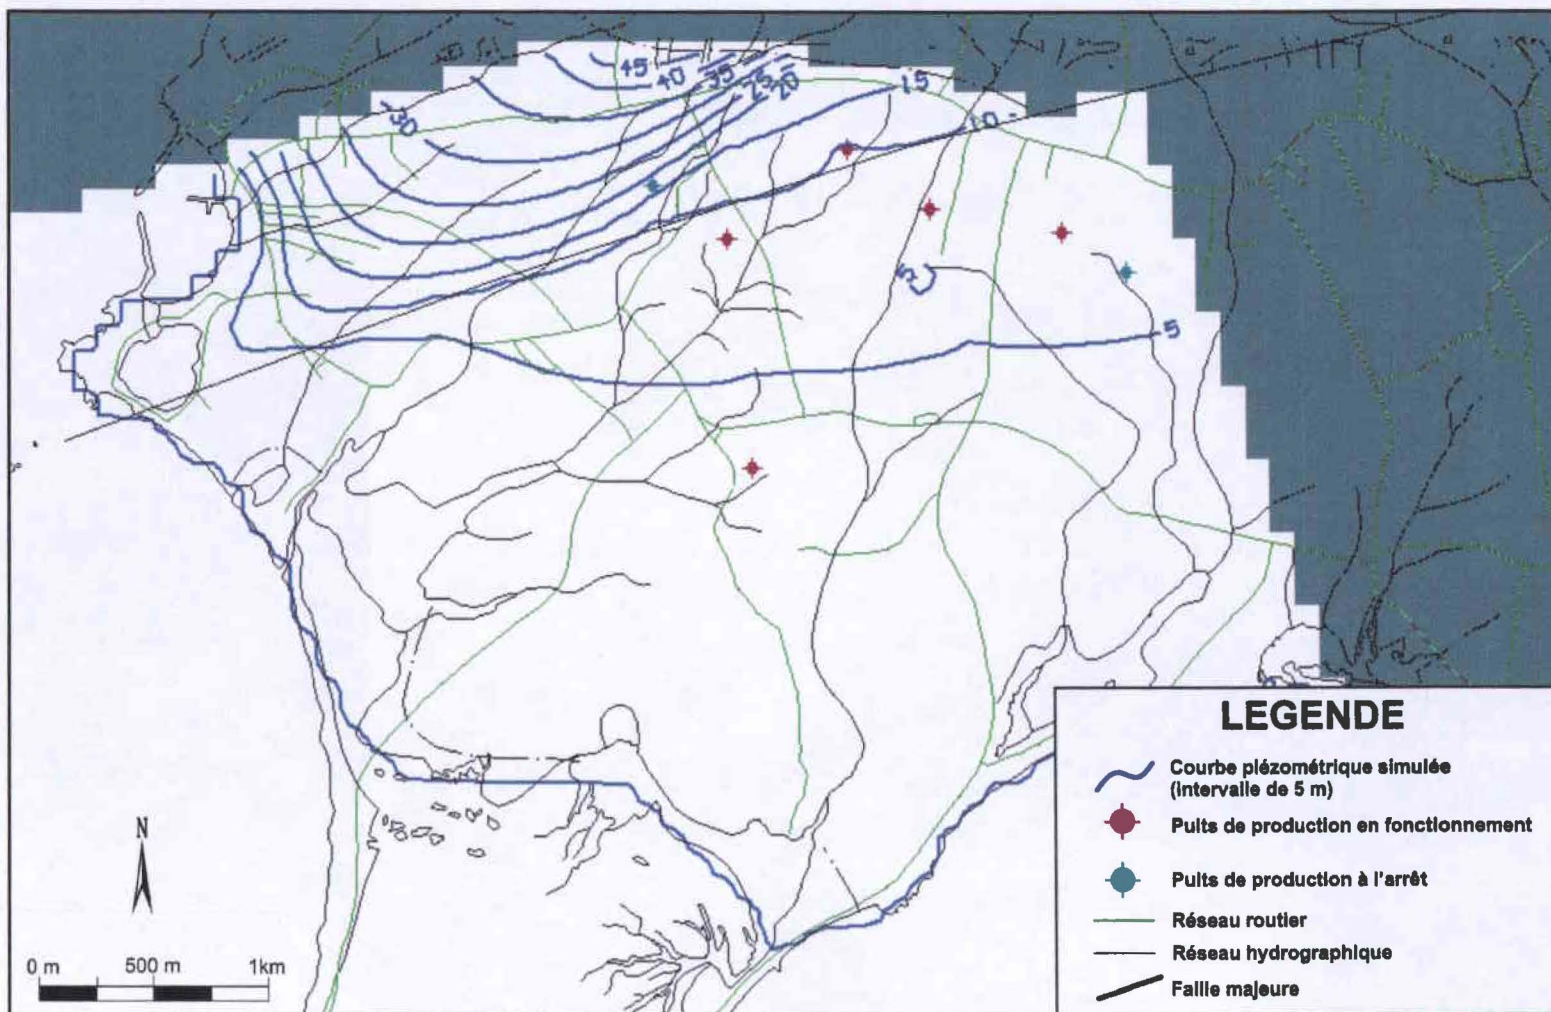 45
40
35
25
20
15
30
10
5
5
LEGENDE
Courbe piézométrique simulée
(Intervalle de 5 m)
Puits de production en fonctionnement
Puits de production à l'arrêt
Réseau routier
Réseau hydrographique
Faille majeure
N
0 m 500 m 1km